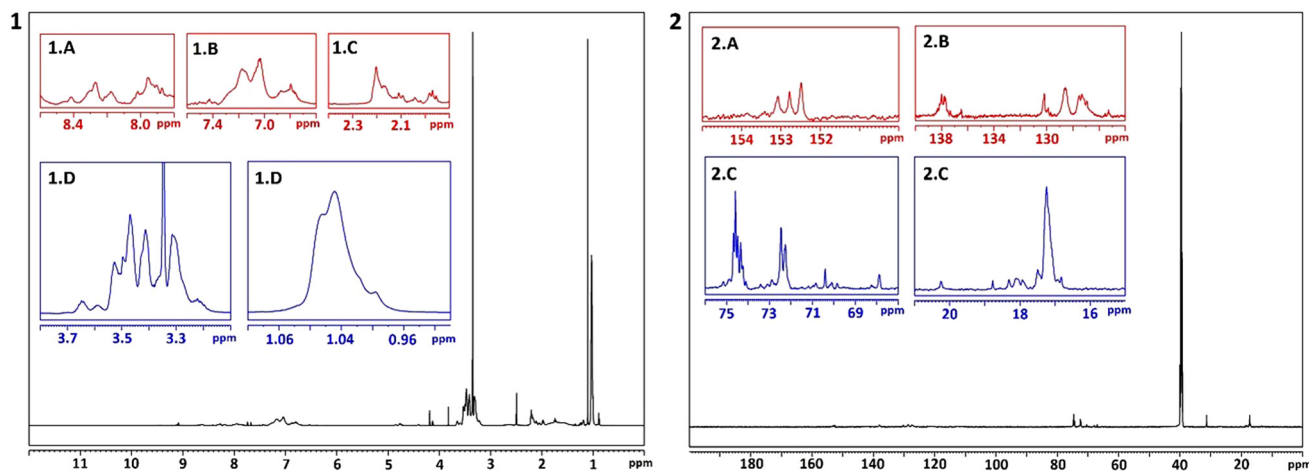 1
1.A
1.B
1.C
8.4 8.0 ppm
7.4 7.0 ppm
2.3 2.1 ppm
1.D
1.D
3.7 3.5 3.3 ppm
1.06 1.04 0.96 ppm
11 10 9 8 7 6 5 4 3 2 1 ppm
2
2.A
2.B
154 153 152 ppm
138 134 130 ppm
2.C
2.C
75 73 71 69 ppm
20 18 16 ppm
180 160 140 120 100 80 60 40 20 ppm